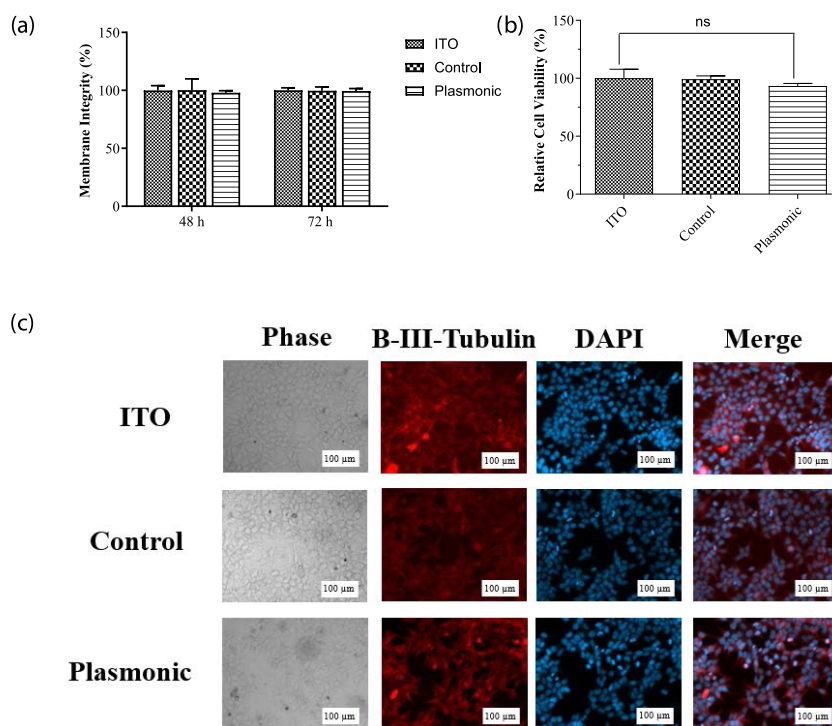 (a)
Membrane Integrity (%)
150
100
50
0
48 h
72 h
ITO
Control
Plasmonic
(b)
Relative Cell Viability (%)
150
100
50
0
ns
ITO
Control
Plasmonic
(c)
Phase B-III-Tubulin DAPI Merge
ITO
100 µm 100 µm 100 µm 100 µm
Control
100 µm 100 µm 100 µm 100 µm
Plasmonic
100 µm 100 µm 100 µm 100 µm